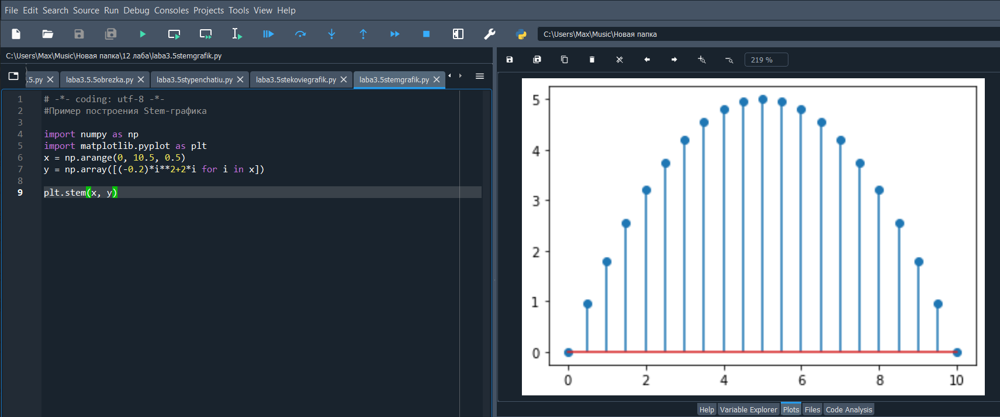 File Edit Search Source Run Debug Consoles Projects Tools View Help
C:\Users\Max\Music\Новая папка
C:\Users\Max\Music\Новая папка\12 лаба\laba3.5stemgrafik.py
.5.py laba3.5.5obrezka.py laba3.5stypenchatiu.py laba3.5stekoviegrafik.py laba3.5stemgrafik.py
1 # -*- coding: utf-8 -*-
2 #Пример построения Stem-графика
3
4 import numpy as np
5 import matplotlib.pyplot as plt
6 x = np.arange(0, 10.5, 0.5)
7 y = np.array([(-0.2)*i**2+2*i for i in x])
8
9 plt.stem(x, y)
219 %
5
4
3
2
1
0
0 2 4 6 8 10
Help Variable Explorer Plots Files Code Analysis